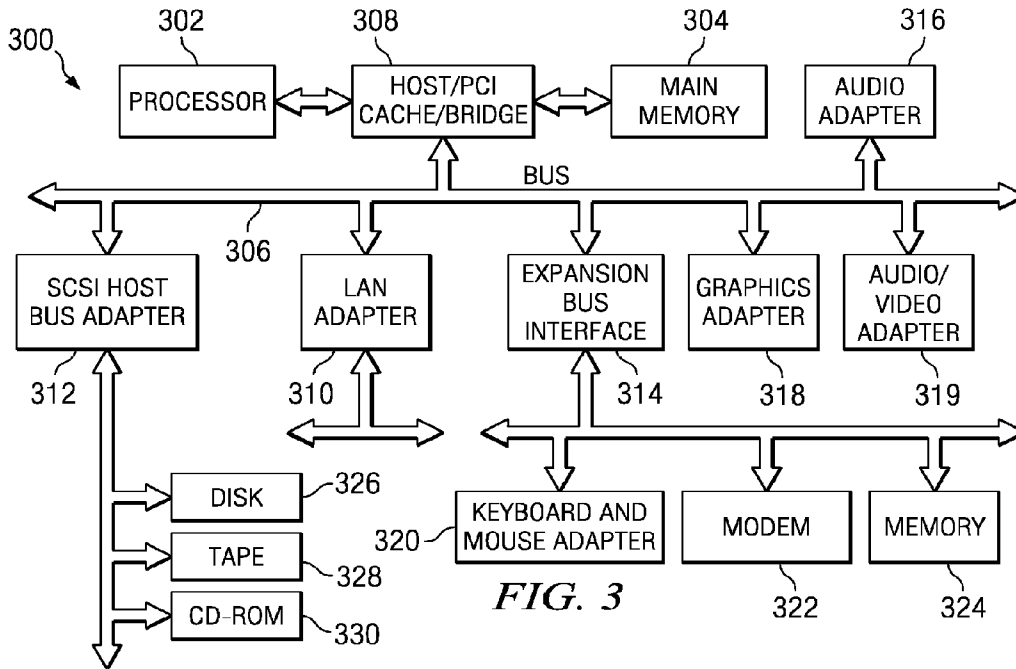 300
302
308
304
316
PROCESSOR
HOST/PCI
CACHE/BRIDGE
MAIN
MEMORY
AUDIO
ADAPTER
BUS
306
SCSI HOST
BUS ADAPTER
LAN
ADAPTER
EXPANSION
BUS
INTERFACE
GRAPHICS
ADAPTER
AUDIO/
VIDEO
ADAPTER
312
310
314
318
319
DISK
326
TAPE
328
CD-ROM
330
320
KEYBOARD AND
MOUSE ADAPTER
MODEM
MEMORY
322
324
FIG. 3